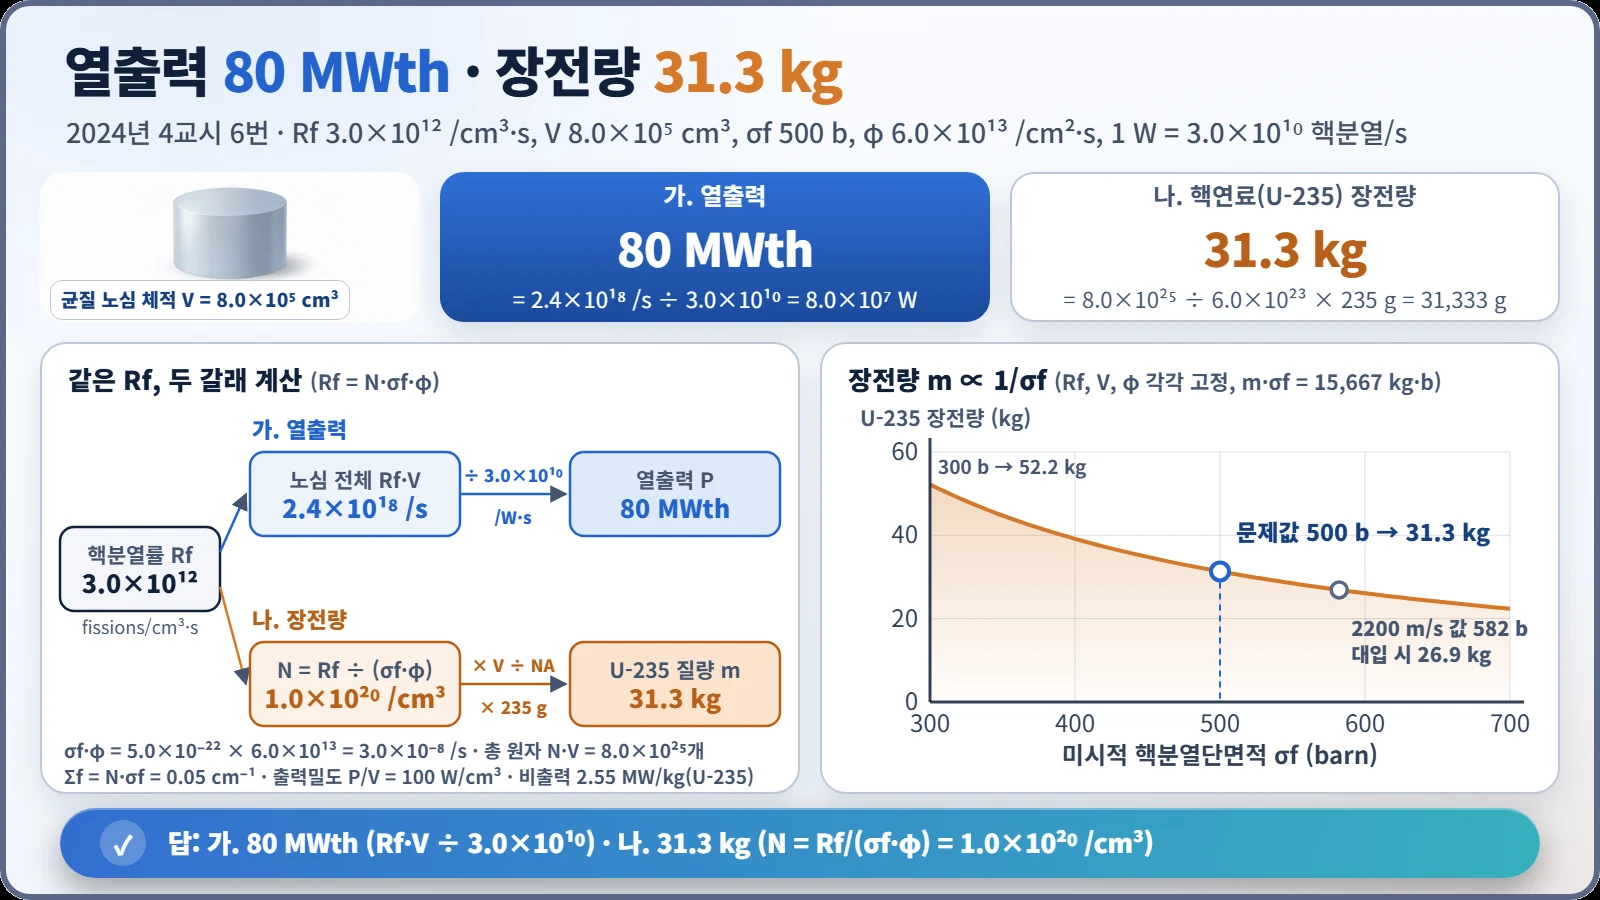 열출력 80 MWth · 장전량 31.3 kg
2024년 4교시 6번 · Rf 3.0×10¹² /cm³·s, V 8.0×10⁵ cm³, σf 500 b, ϕ 6.0×10¹³ /cm²·s, 1 W = 3.0×10¹⁰ 핵분열/s
균질 노심 체적 V = 8.0×10⁵ cm³
가. 열출력
80 MWth
= 2.4×10¹⁸ /s ÷ 3.0×10¹⁰ = 8.0×10⁷ W
나. 핵연료(U-235) 장전량
31.3 kg
= 8.0×10²⁵ ÷ 6.0×10²³ × 235 g = 31,333 g
같은 Rf, 두 갈래 계산 (Rf = N·σf·ϕ)
가. 열출력
노심 전체 Rf·V
2.4×10¹⁸ /s
÷ 3.0×10¹⁰
/W·s
열출력 P
80 MWth
핵분열률 Rf
3.0×10¹²
fissions/cm³·s
나. 장전량
N = Rf ÷ (σf·ϕ)
1.0×10²⁰ /cm³
× V ÷ NA
× 235 g
U-235 질량 m
31.3 kg
σf·ϕ = 5.0×10⁻²² × 6.0×10¹³ = 3.0×10⁻⁸ /s · 총 원자 N·V = 8.0×10²⁵개
Σf = N·σf = 0.05 cm⁻¹ · 출력밀도 P/V = 100 W/cm³ · 비출력 2.55 MW/kg(U-235)
장전량 m ∝ 1/σf (Rf, V, ϕ 각각 고정, m·σf = 15,667 kg·b)
U-235 장전량 (kg)
60
40
20
0
300 b → 52.2 kg
문제값 500 b → 31.3 kg
2200 m/s 값 582 b
대입 시 26.9 kg
300 400 500 600 700
미시적 핵분열단면적 σf (barn)
✓ 답: 가. 80 MWth (Rf·V ÷ 3.0×10¹⁰) · 나. 31.3 kg (N = Rf/(σf·ϕ) = 1.0×10²⁰ /cm³)